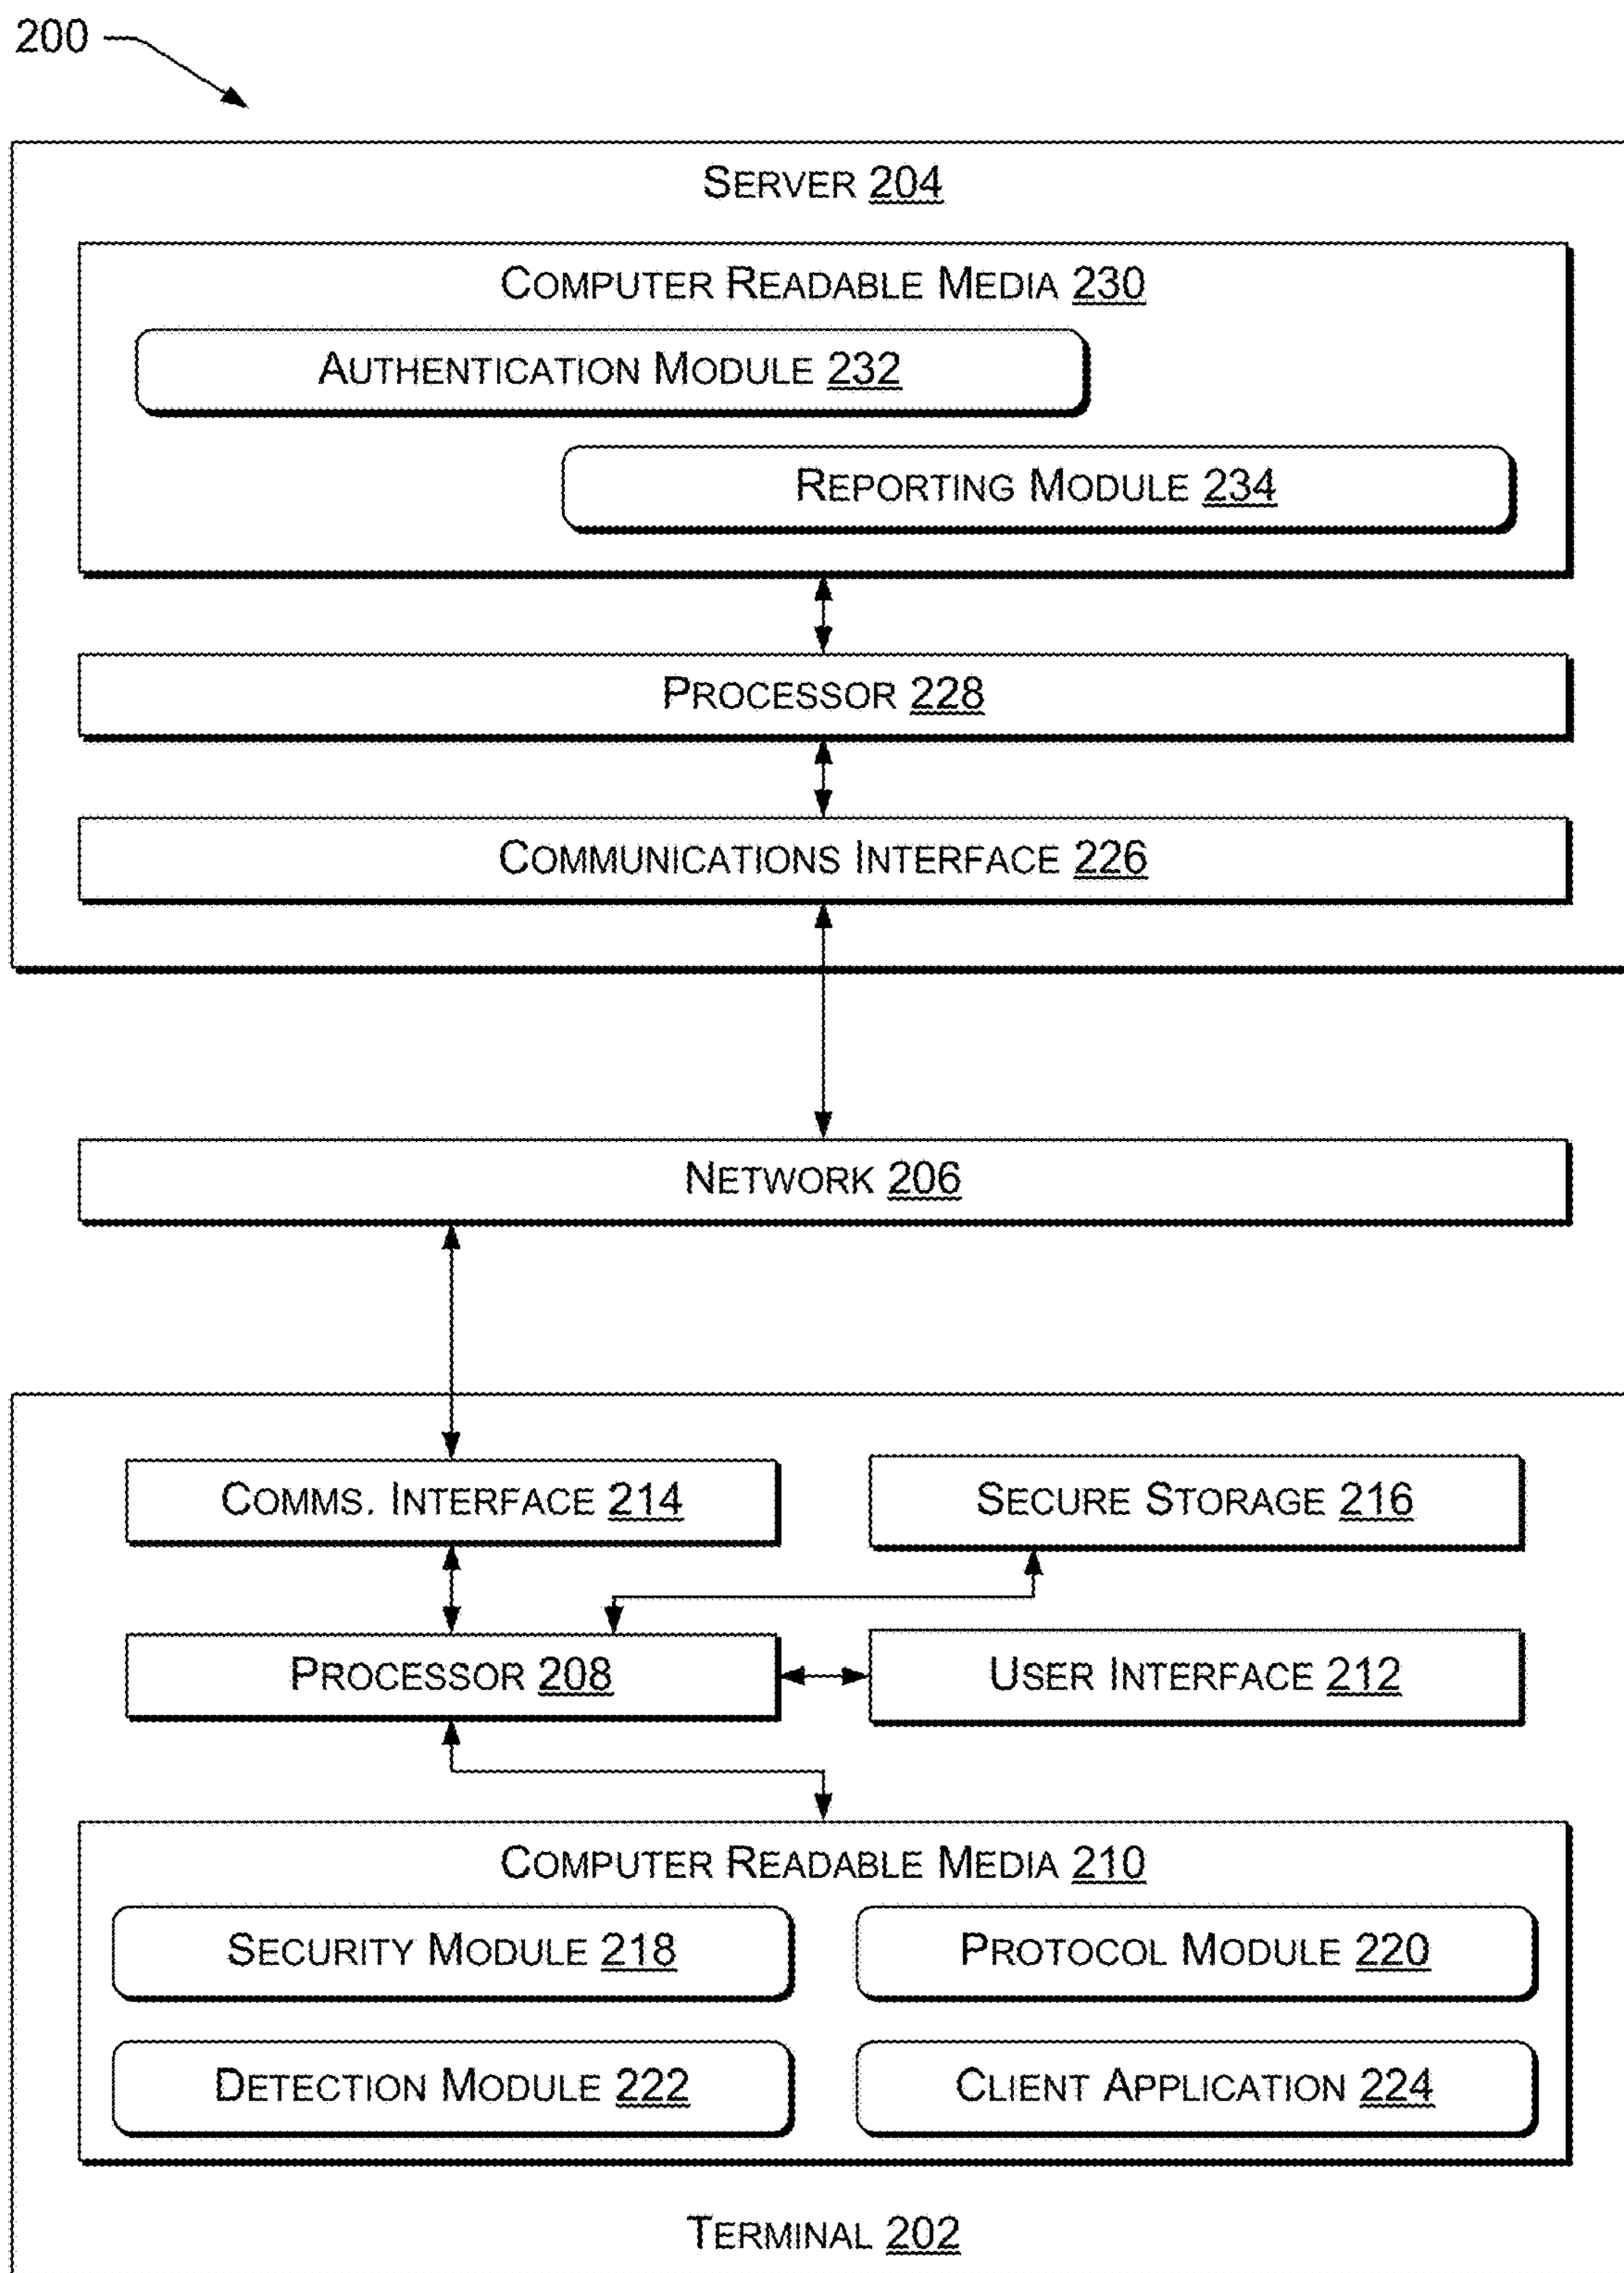 200
SERVER 204
COMPUTER READABLE MEDIA 230
AUTHENTICATION MODULE 232
REPORTING MODULE 234
PROCESSOR 228
COMMUNICATIONS INTERFACE 226
NETWORK 206
COMMS. INTERFACE 214
SECURE STORAGE 216
PROCESSOR 208
USER INTERFACE 212
COMPUTER READABLE MEDIA 210
SECURITY MODULE 218
PROTOCOL MODULE 220
DETECTION MODULE 222
CLIENT APPLICATION 224
TERMINAL 202